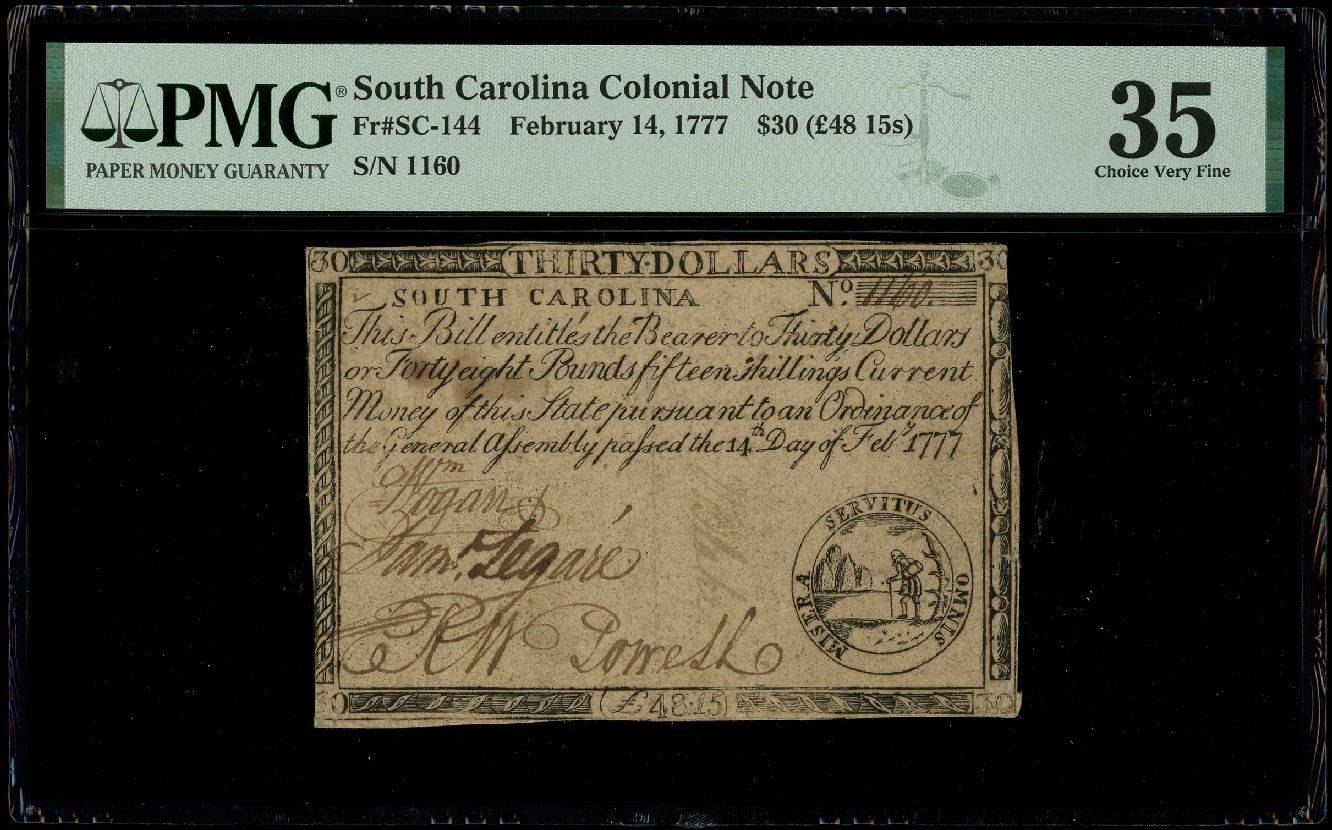 PMG® South Carolina Colonial Note
Fr#SC-144 February 14, 1777 $30 (£48 15s)
PAPER MONEY GUARANTY
S/N 1160
35
Choice Very Fine
30 THIRTY·DOLLARS 30
SOUTH CAROLINA No. 1160.
This Bill entitles the Bearer to Thirty Dollars
or Forty eight Pounds fifteen Shillings Current
Money of this State pursuant to an Ordinance of
the General Assembly passed the 14th Day of Feby 1777
Wm
Logan
Saml. Legaré
R W Powell
MISERA SERVITUS OMNIS
30 (£48·15) 30